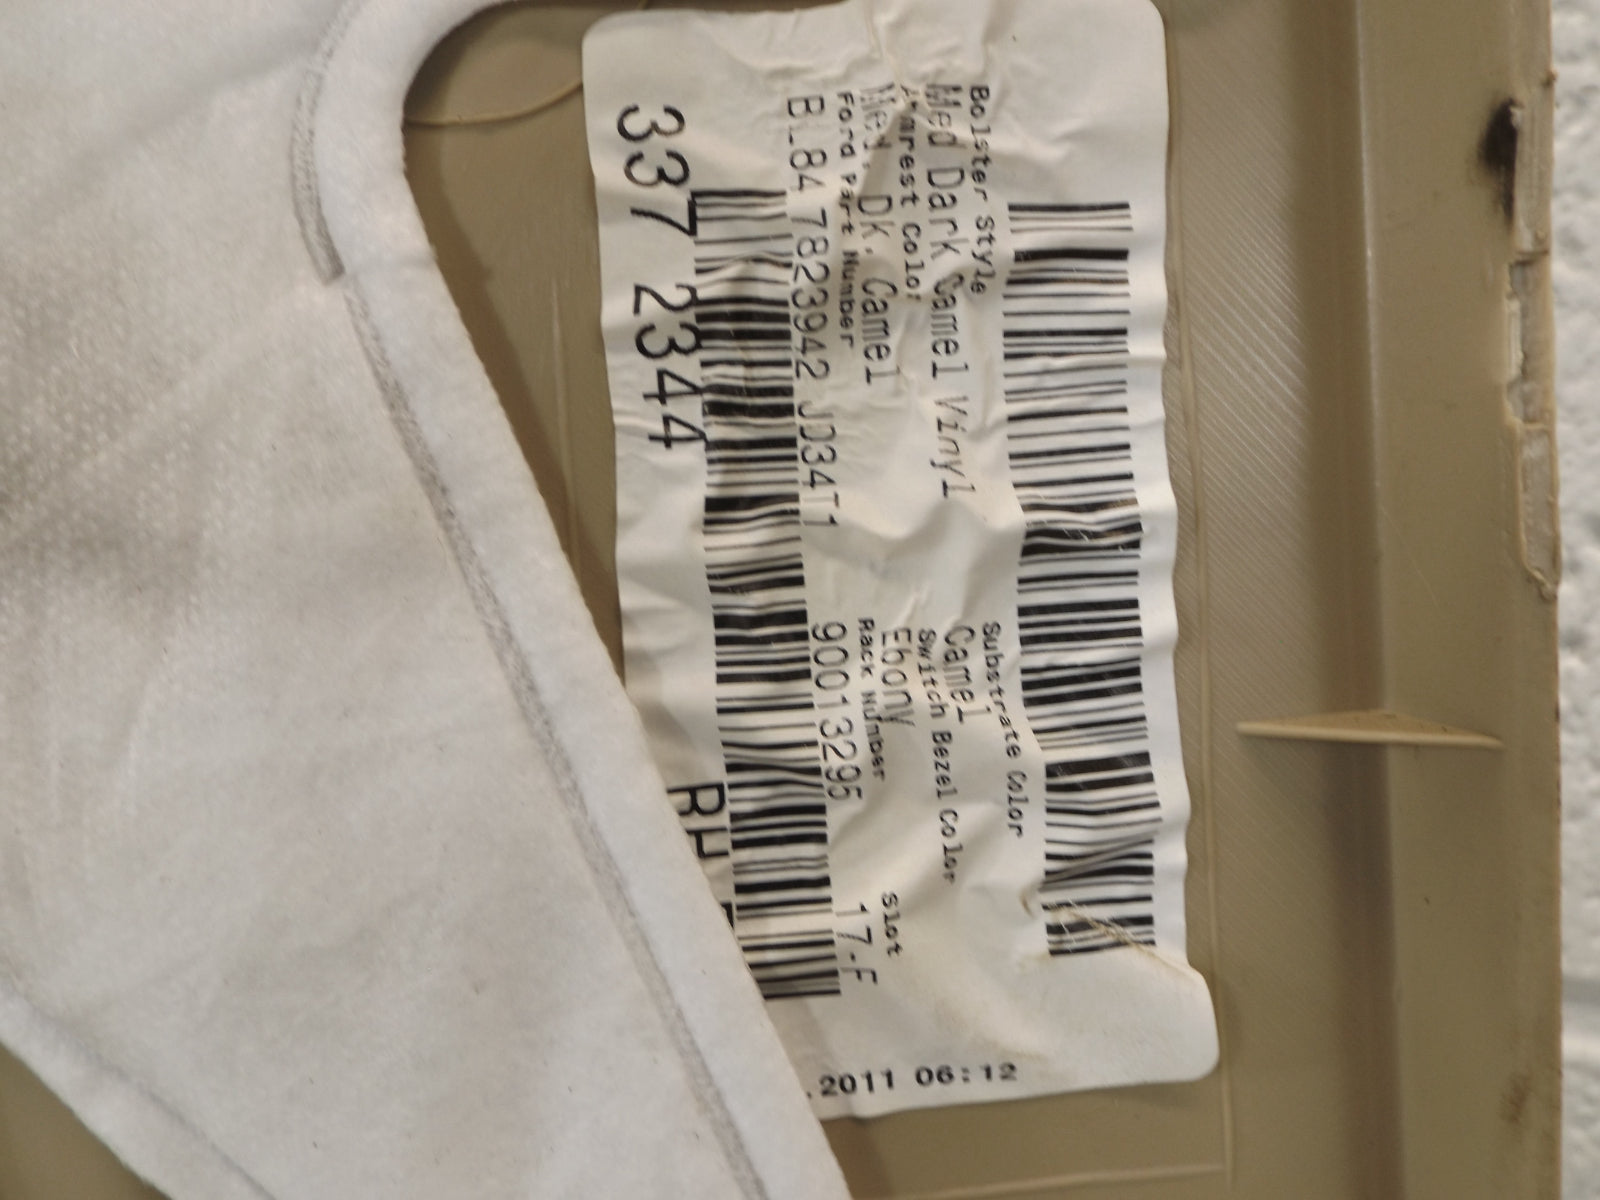 Bolster Style
Med Dark Camel Vinyl
Armrest Color
Med. Dk. Camel
Ford Part Number
BL84 7823942 JD34T1
Substrate Color
Camel
Switch Bezel Color
Ebony
Rack Number
90013295
Slot
17-F
337 2344
RH
.2011 06:12